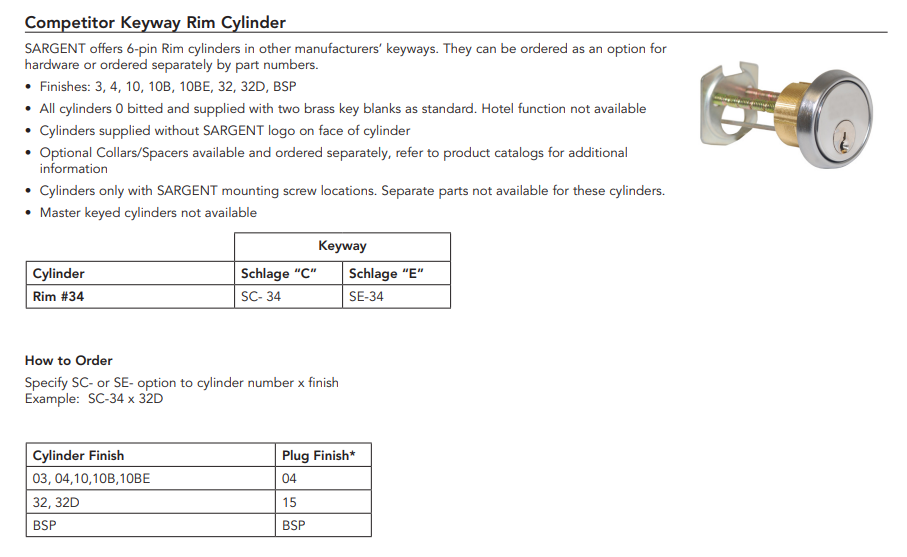 Competitor Keyway Rim Cylinder
SARGENT offers 6-pin Rim cylinders in other manufacturers’ keyways. They can be ordered as an option for
hardware or ordered separately by part numbers.
• Finishes: 3, 4, 10, 10B, 10BE, 32, 32D, BSP
• All cylinders 0 bitted and supplied with two brass key blanks as standard. Hotel function not available
• Cylinders supplied without SARGENT logo on face of cylinder
• Optional Collars/Spacers available and ordered separately, refer to product catalogs for additional
information
• Cylinders only with SARGENT mounting screw locations. Separate parts not available for these cylinders.
• Master keyed cylinders not available
Keyway
Cylinder Schlage “C” Schlage “E”
Rim #34 SC- 34 SE-34
How to Order
Specify SC- or SE- option to cylinder number x finish
Example: SC-34 x 32D
Cylinder Finish Plug Finish*
03, 04,10,10B,10BE 04
32, 32D 15
BSP BSP